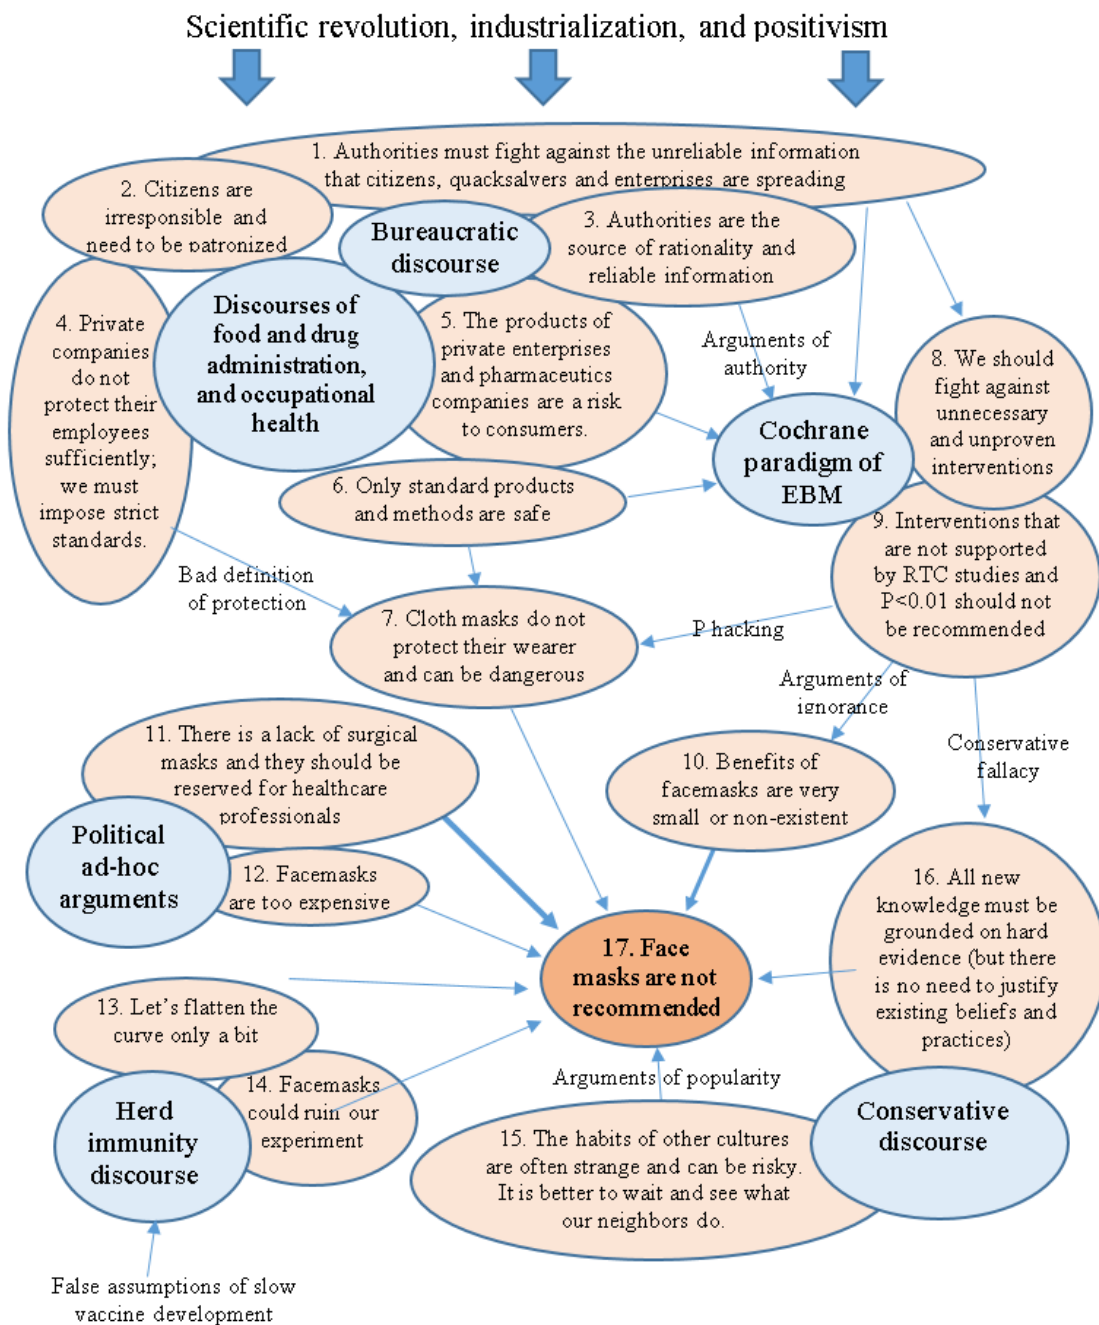 Scientific revolution, industrialization, and positivism
1. Authorities must fight against the unreliable information
that citizens, quacksalvers and enterprises are spreading
2. Citizens are
irresponsible and
need to be patronized
Bureaucratic
discourse
3. Authorities are the
source of rationality and
reliable information
4. Private
companies
do not
protect their
employees
sufficiently;
we must
impose strict
standards.
Discourses of
food and drug
administration,
and occupational
health
5. The products of
private enterprises
and pharmaceutics
companies are a risk
to consumers.
Arguments of
authority
8. We should
fight against
unnecessary
and unproven
interventions
Cochrane
paradigm of
EBM
6. Only standard products
and methods are safe
9. Interventions that
are not supported
by RTC studies and
P<0.01 should not
be recommended
Bad definition
of protection
7. Cloth masks do not
protect their wearer
and can be dangerous
P hacking
Arguments of
ignorance
Conservative
fallacy
11. There is a lack of surgical
masks and they should be
reserved for healthcare
professionals
10. Benefits of
facemasks are very
small or non-existent
Political
ad-hoc
arguments
12. Facemasks
are too expensive
16. All new
knowledge must be
grounded on hard
evidence (but there
is no need to justify
existing beliefs and
practices)
17. Face
masks are not
recommended
13. Let's flatten the
curve only a bit
14. Facemasks
could ruin our
experiment
Herd
immunity
discourse
Arguments of popularity
15. The habits of other cultures
are often strange and can be risky.
It is better to wait and see what
our neighbors do.
Conservative
discourse
False assumptions of slow
vaccine development